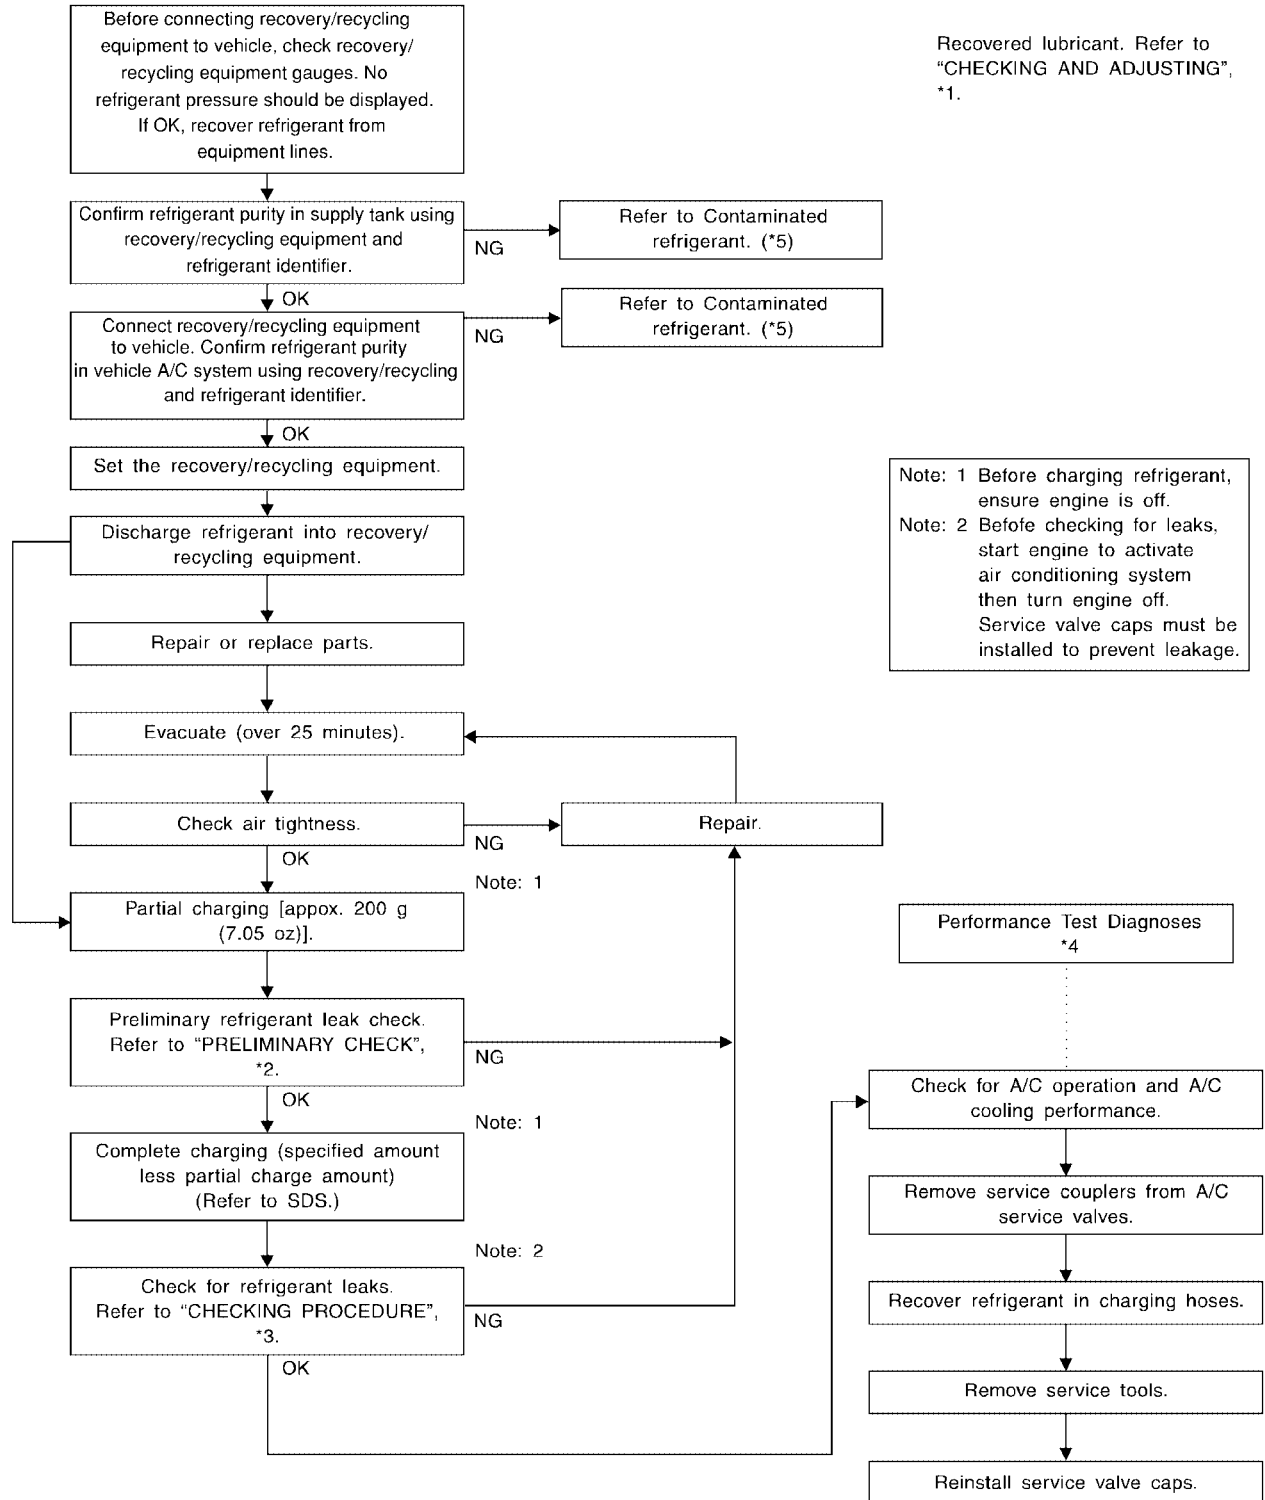 Before connecting recovery/recycling
equipment to vehicle, check recovery/
recycling equipment gauges. No
refrigerant pressure should be displayed.
If OK, recover refrigerant from
equipment lines.
Recovered lubricant. Refer to
“CHECKING AND ADJUSTING”,
*1.
Confirm refrigerant purity in supply tank using
recovery/recycling equipment and
refrigerant identifier.
NG
Refer to Contaminated
refrigerant. (*5)
OK
Connect recovery/recycling equipment
to vehicle. Confirm refrigerant purity
in vehicle A/C system using recovery/recycling
and refrigerant identifier.
NG
Refer to Contaminated
refrigerant. (*5)
OK
Set the recovery/recycling equipment.
Note: 1 Before charging refrigerant,
ensure engine is off.
Note: 2 Befofe checking for leaks,
start engine to activate
air conditioning system
then turn engine off.
Service valve caps must be
installed to prevent leakage.
Discharge refrigerant into recovery/
recycling equipment.
Repair or replace parts.
Evacuate (over 25 minutes).
Check air tightness.
NG
Repair.
OK
Note: 1
Partial charging [appox. 200 g
(7.05 oz)].
Preliminary refrigerant leak check.
Refer to “PRELIMINARY CHECK”,
*2.
NG
OK
Note: 1
Complete charging (specified amount
less partial charge amount)
(Refer to SDS.)
Note: 2
Check for refrigerant leaks.
Refer to “CHECKING PROCEDURE”,
*3.
NG
OK
Performance Test Diagnoses
*4
Check for A/C operation and A/C
cooling performance.
Remove service couplers from A/C
service valves.
Recover refrigerant in charging hoses.
Remove service tools.
Reinstall service valve caps.